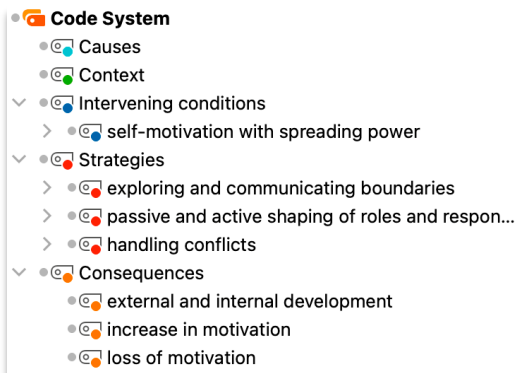 Code System
Causes
Context
Intervening conditions
self-motivation with spreading power
Strategies
exploring and communicating boundaries
passive and active shaping of roles and respon...
handling conflicts
Consequences
external and internal development
increase in motivation
loss of motivation